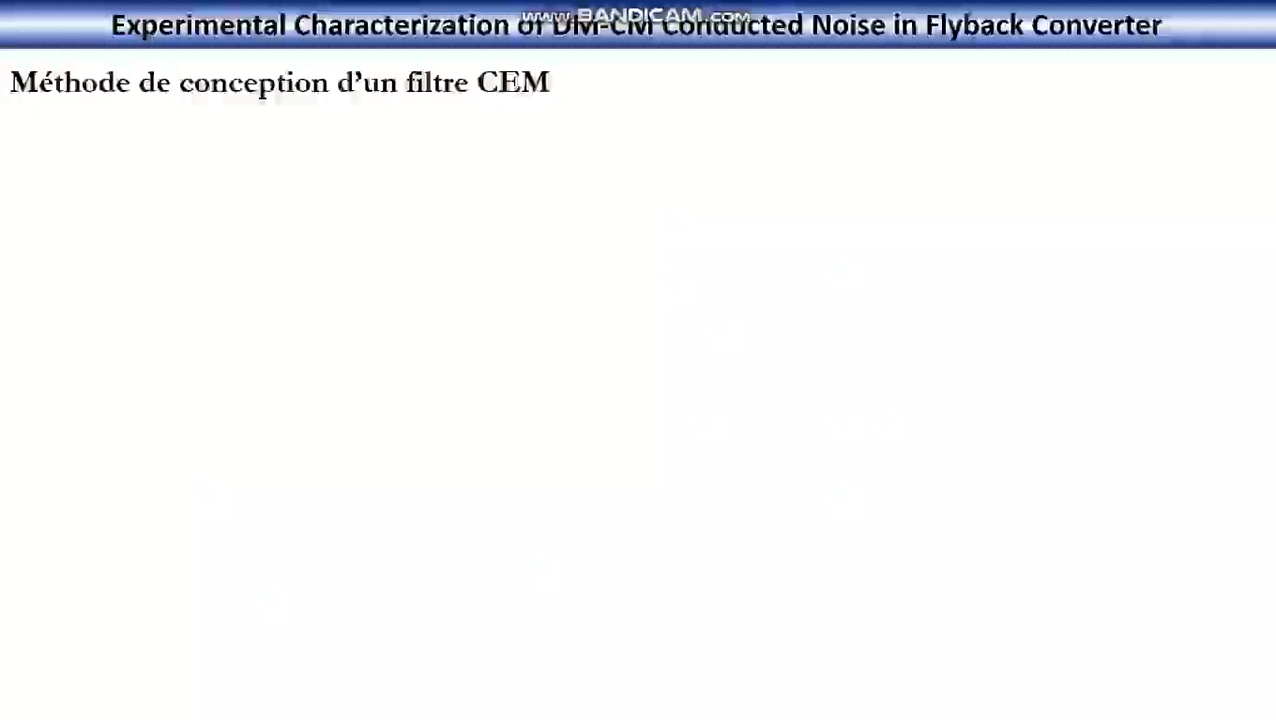 www.BANDICAM.com
Experimental Characterization of DM-CM Conducted Noise in Flyback Converter
Méthode de conception d’un filtre CEM